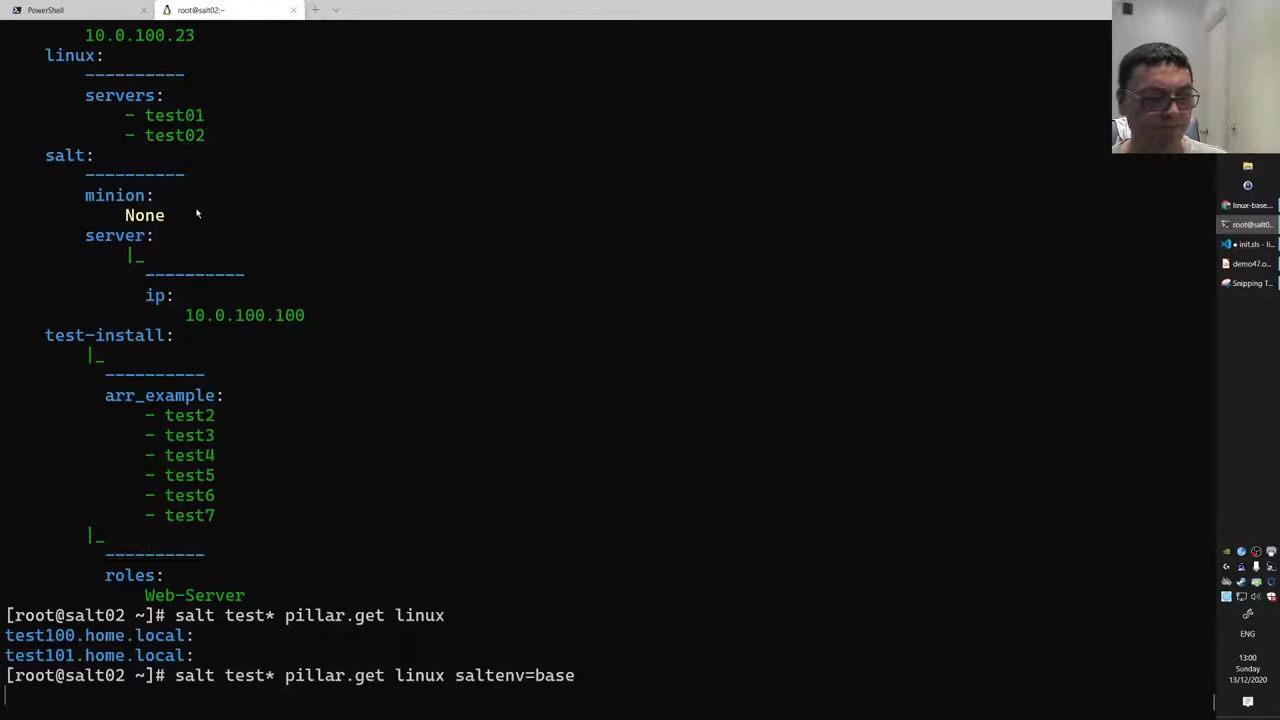 PowerShell
root@salt02:~
10.0.100.23
linux:
----------
servers:
- test01
- test02
salt:
----------
minion:
None
server:
|_
----------
ip:
10.0.100.100
test-install:
|_
----------
arr_example:
- test2
- test3
- test4
- test5
- test6
- test7
|_
----------
roles:
Web-Server
[root@salt02 ~]# salt test* pillar.get linux
test100.home.local:
test101.home.local:
[root@salt02 ~]# salt test* pillar.get linux saltenv=base
linux-base...
root@salt0...
● init.sls - li...
demo47.o...
Snipping T...
ENG
13:00
Sunday
13/12/2020